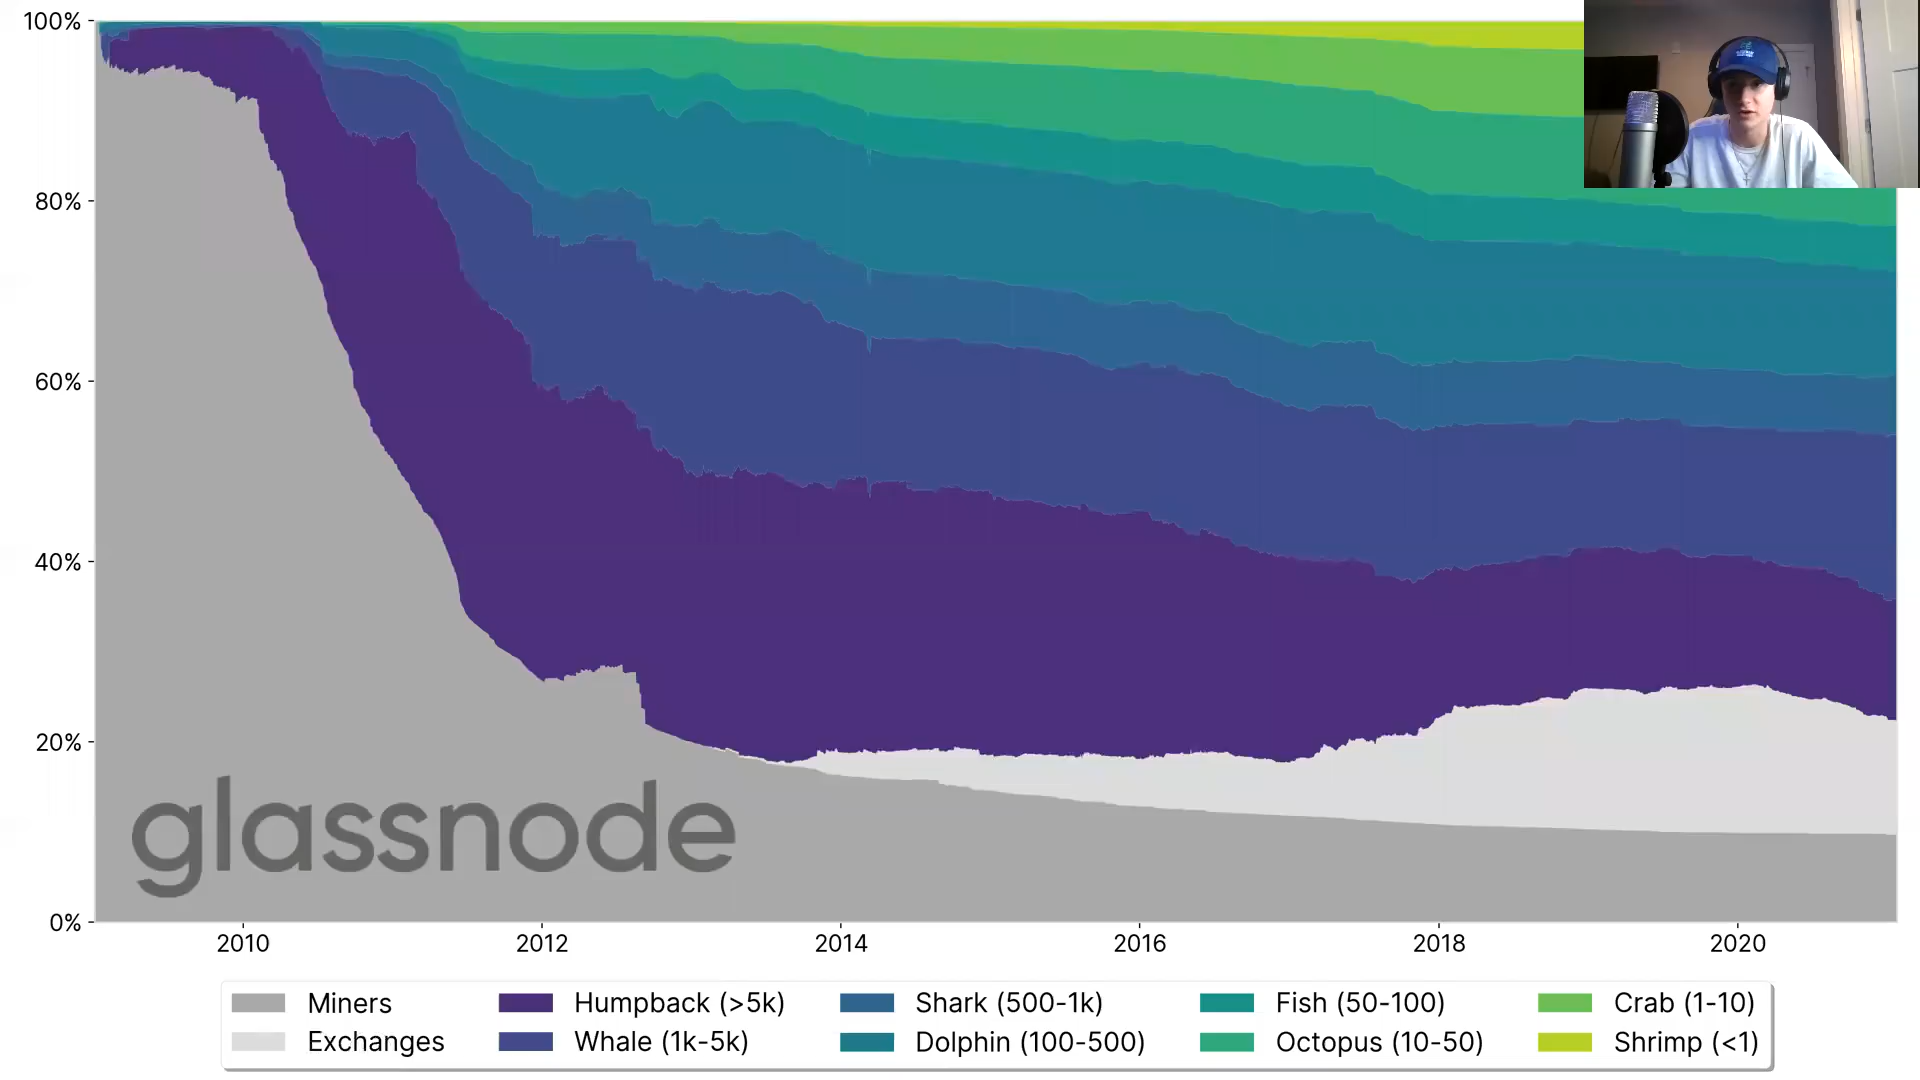 100%
80%
60%
40%
20%
0%
glassnode
2010 2012 2014 2016 2018 2020
Miners Humpback (>5k) Shark (500-1k) Fish (50-100) Crab (1-10)
Exchanges Whale (1k-5k) Dolphin (100-500) Octopus (10-50) Shrimp (<1)